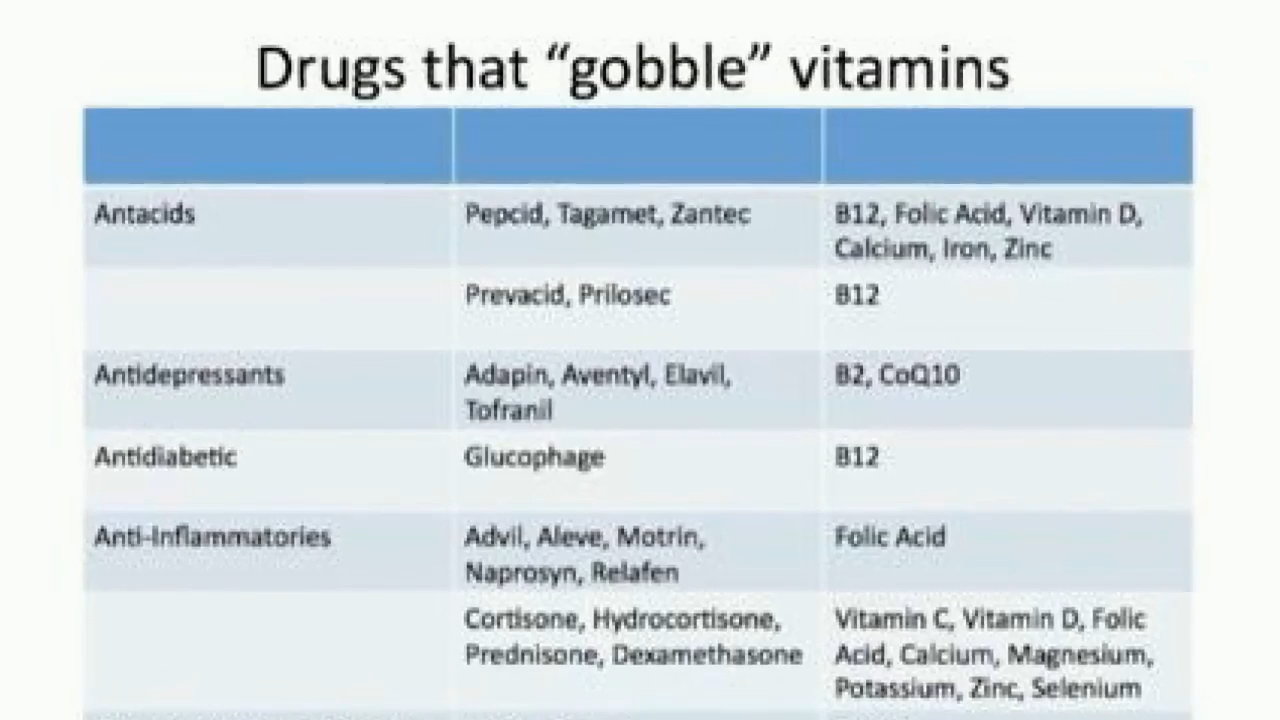 Drugs that “gobble” vitamins
Antacids
Pepcid, Tagamet, Zantec
B12, Folic Acid, Vitamin D,
Calcium, Iron, Zinc
Prevacid, Prilosec
B12
Antidepressants
Adapin, Aventyl, Elavil,
Tofranil
B2, CoQ10
Antidiabetic
Glucophage
B12
Anti-Inflammatories
Advil, Aleve, Motrin,
Naprosyn, Relafen
Folic Acid
Cortisone, Hydrocortisone,
Prednisone, Dexamethasone
Vitamin C, Vitamin D, Folic
Acid, Calcium, Magnesium,
Potassium, Zinc, Selenium